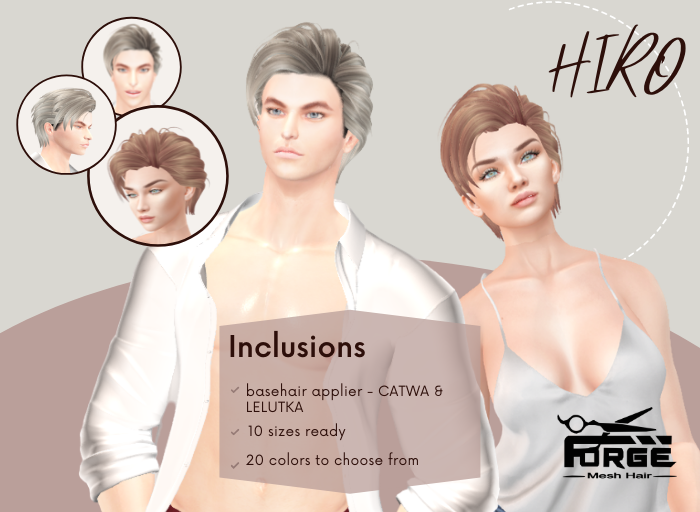 HIRO
Inclusions
basehair applier - CATWA &
LELUTKA
10 sizes ready
20 colors to choose from
FORGE
Mesh Hair